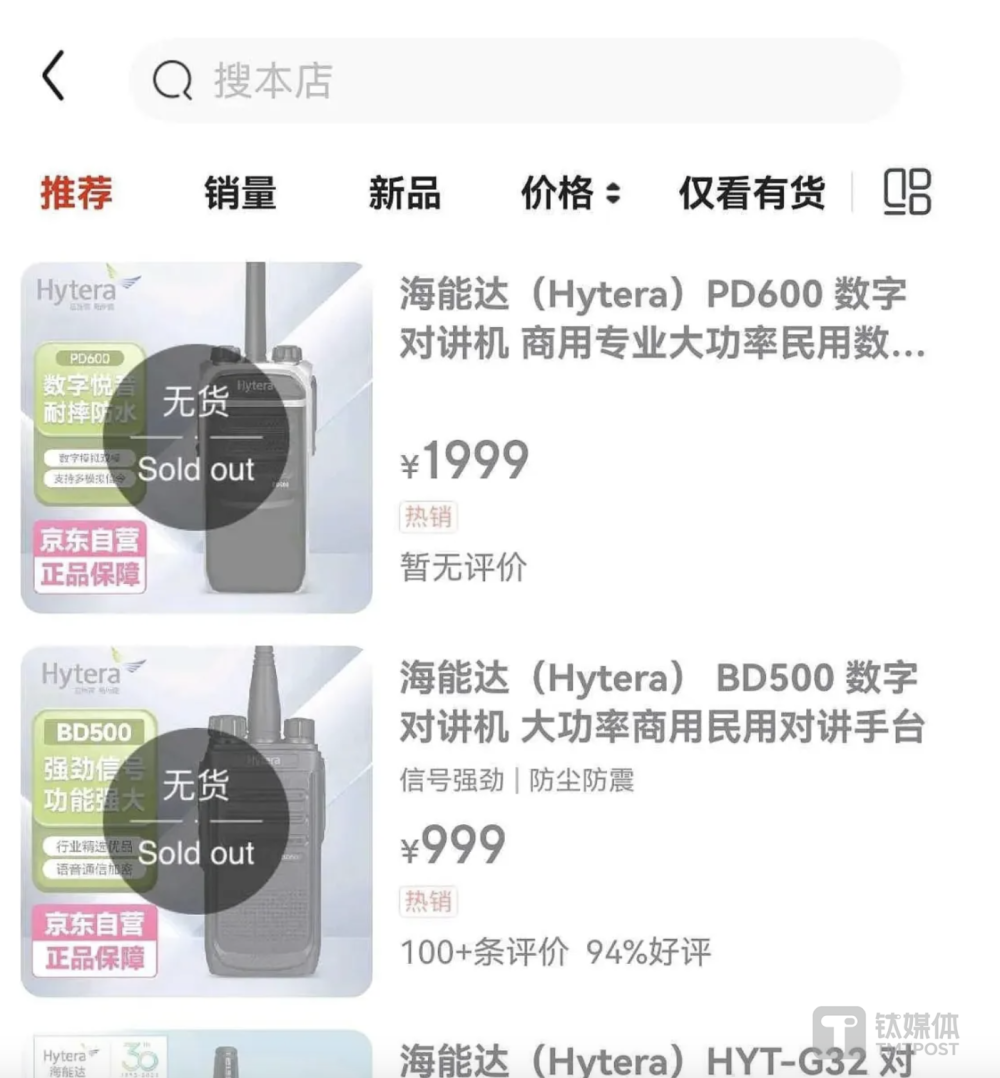 搜本店
推荐 销量 新品 价格 仅看有货
Hytera
PD600
数字悦音
耐摔防水
数字模拟双模
支持多模拟信令
京东自营
正品保障
Hytera
无货
Sold out
海能达（Hytera）PD600 数字
对讲机 商用专业大功率民用数...
¥1999
热销
暂无评价
Hytera
BD500
强劲信号
功能强大
行业精选优品
语音通信加密
京东自营
正品保障
无货
Sold out
海能达（Hytera） BD500 数字
对讲机 大功率商用民用对讲手台
信号强劲 | 防尘防震
¥999
热销
100+条评价 94%好评
Hytera
海能达
30
海能达（Hytera）HYT-G32 对
钛媒体
TMTPOST